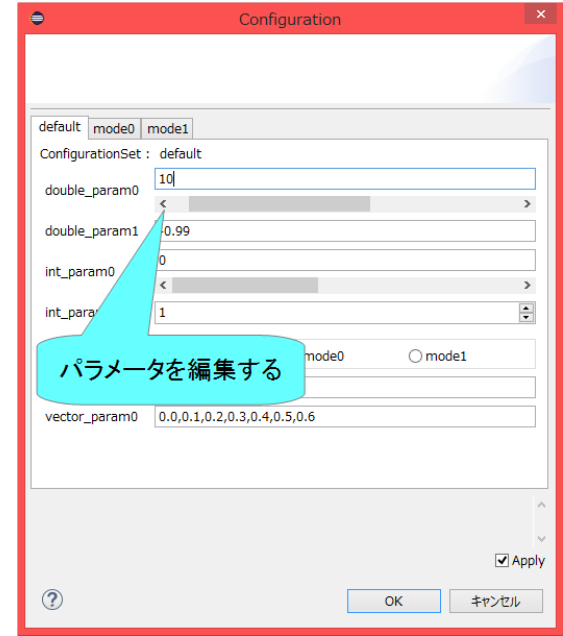 Configuration
default mode0 mode1
ConfigurationSet : default
double_param0 10
double_param1 -0.99
int_param0 0
int_para 1
パラメータを編集する
mode0 mode1
vector_param0 0.0,0.1,0.2,0.3,0.4,0.5,0.6
Apply
OK キャンセル